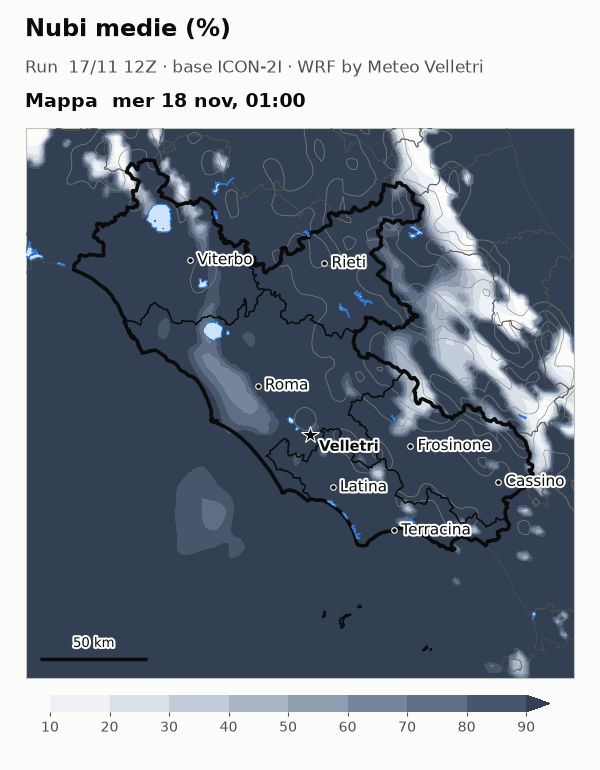 Nubi medie (%)
Run 17/11 12Z · base ICON-2I · WRF by Meteo Velletri
Mappa mer 18 nov, 01:00
Viterbo
Rieti
Roma
Velletri
Frosinone
Latina
Cassino
Terracina
50 km
10 20 30 40 50 60 70 80 90